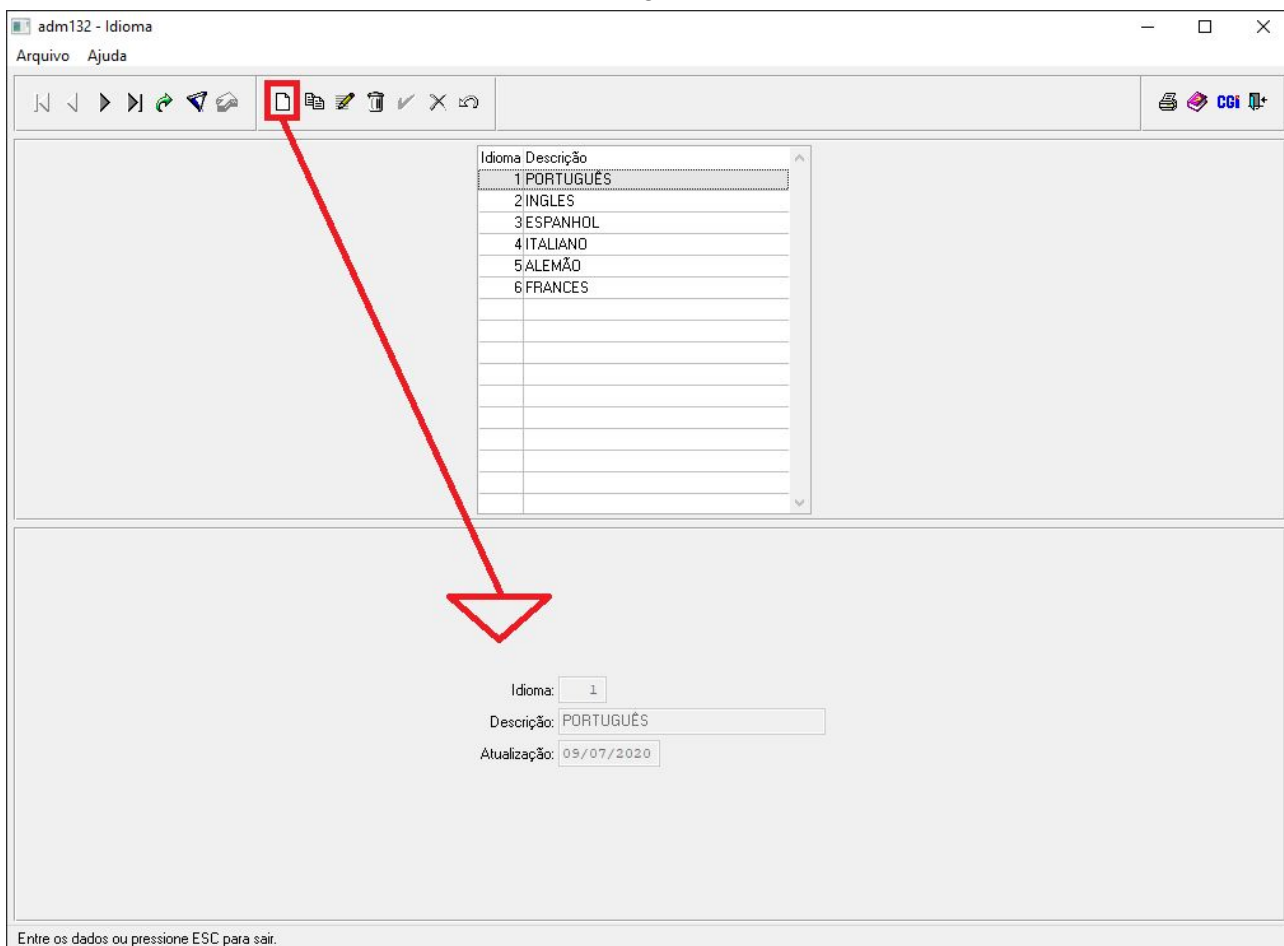 adm132 - Idioma
Arquivo Ajuda
CGi
Idioma Descrição
1 PORTUGUÊS
2 INGLES
3 ESPANHOL
4 ITALIANO
5 ALEMÃO
6 FRANCES
Idioma: 1
Descrição: PORTUGUÊS
Atualização: 09/07/2020
Entre os dados ou pressione ESC para sair.